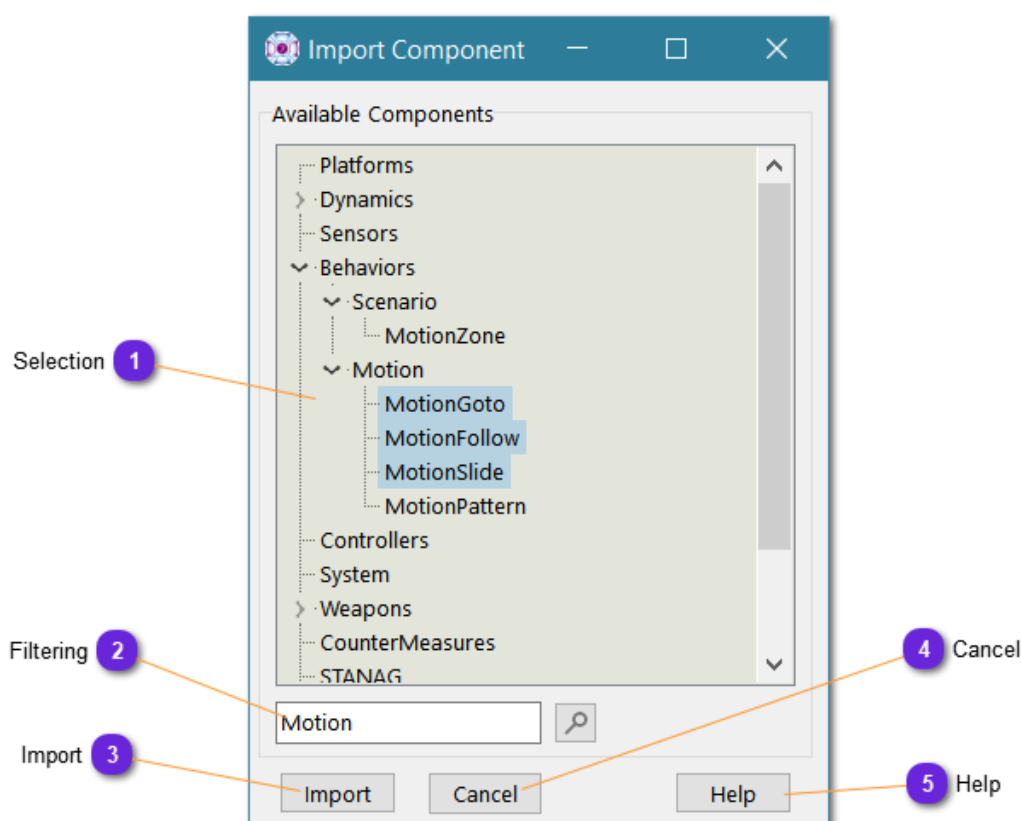 Import Component
Available Components
Platforms
Dynamics
Sensors
Behaviors
Scenario
MotionZone
Motion
Selection 1
MotionGoto
MotionFollow
MotionSlide
MotionPattern
Controllers
System
Weapons
Filtering 2
CounterMeasures
4 Cancel
STANAG
Motion
Import 3
Import Cancel Help
5 Help